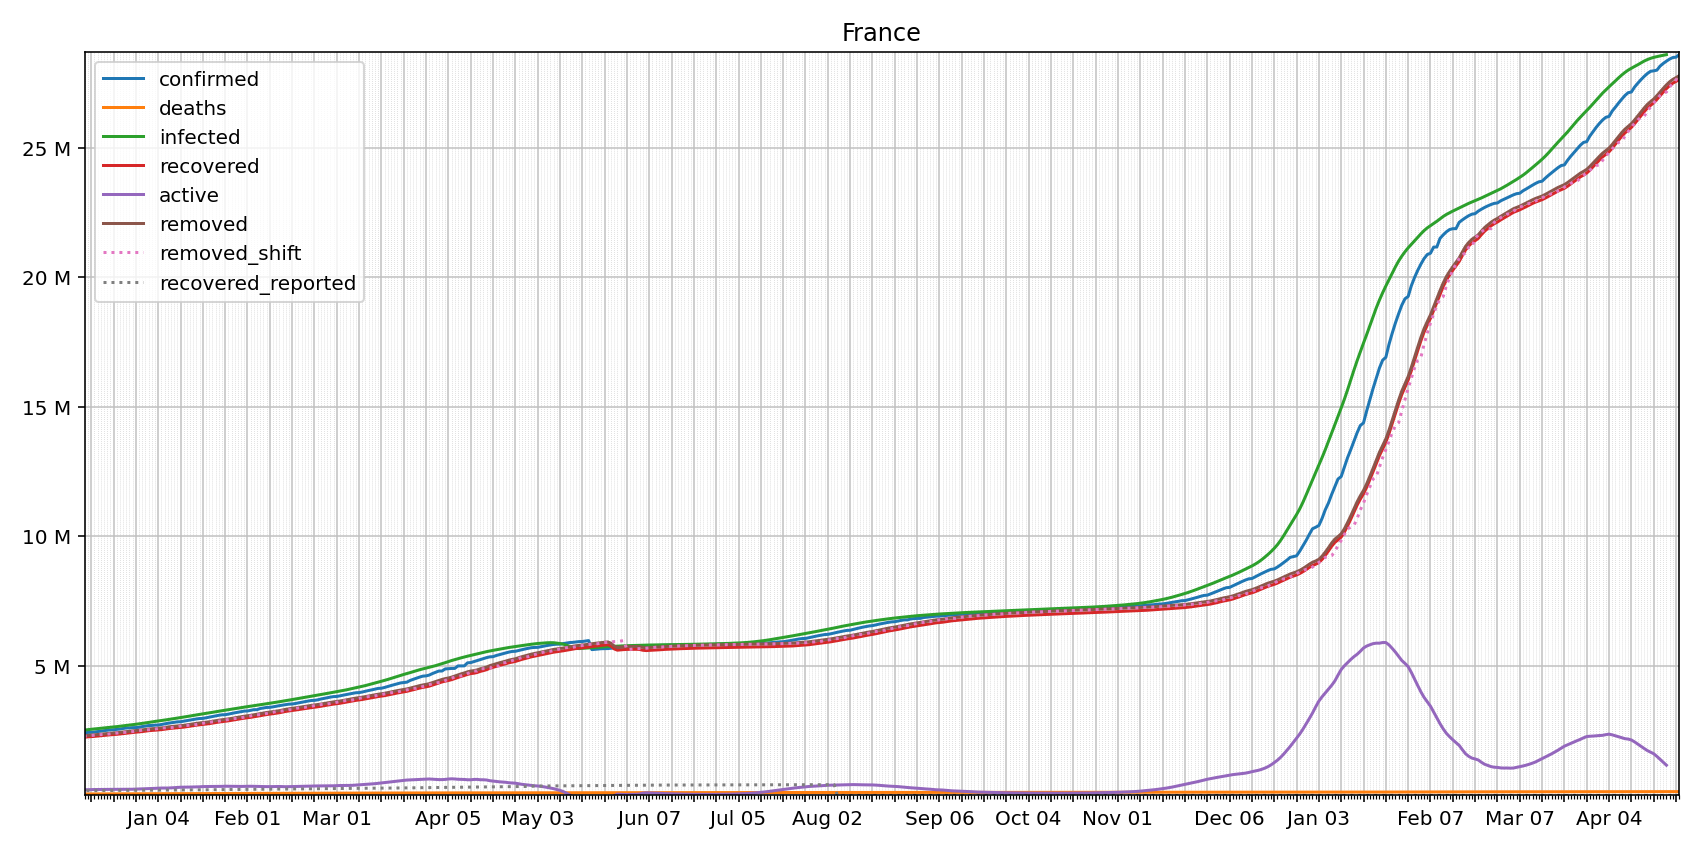 France
confirmed
deaths
infected
recovered
active
removed
removed_shift
recovered_reported
25 M
20 M
15 M
10 M
5 M
Jan 04 Feb 01 Mar 01 Apr 05 May 03 Jun 07 Jul 05 Aug 02 Sep 06 Oct 04 Nov 01 Dec 06 Jan 03 Feb 07 Mar 07 Apr 04